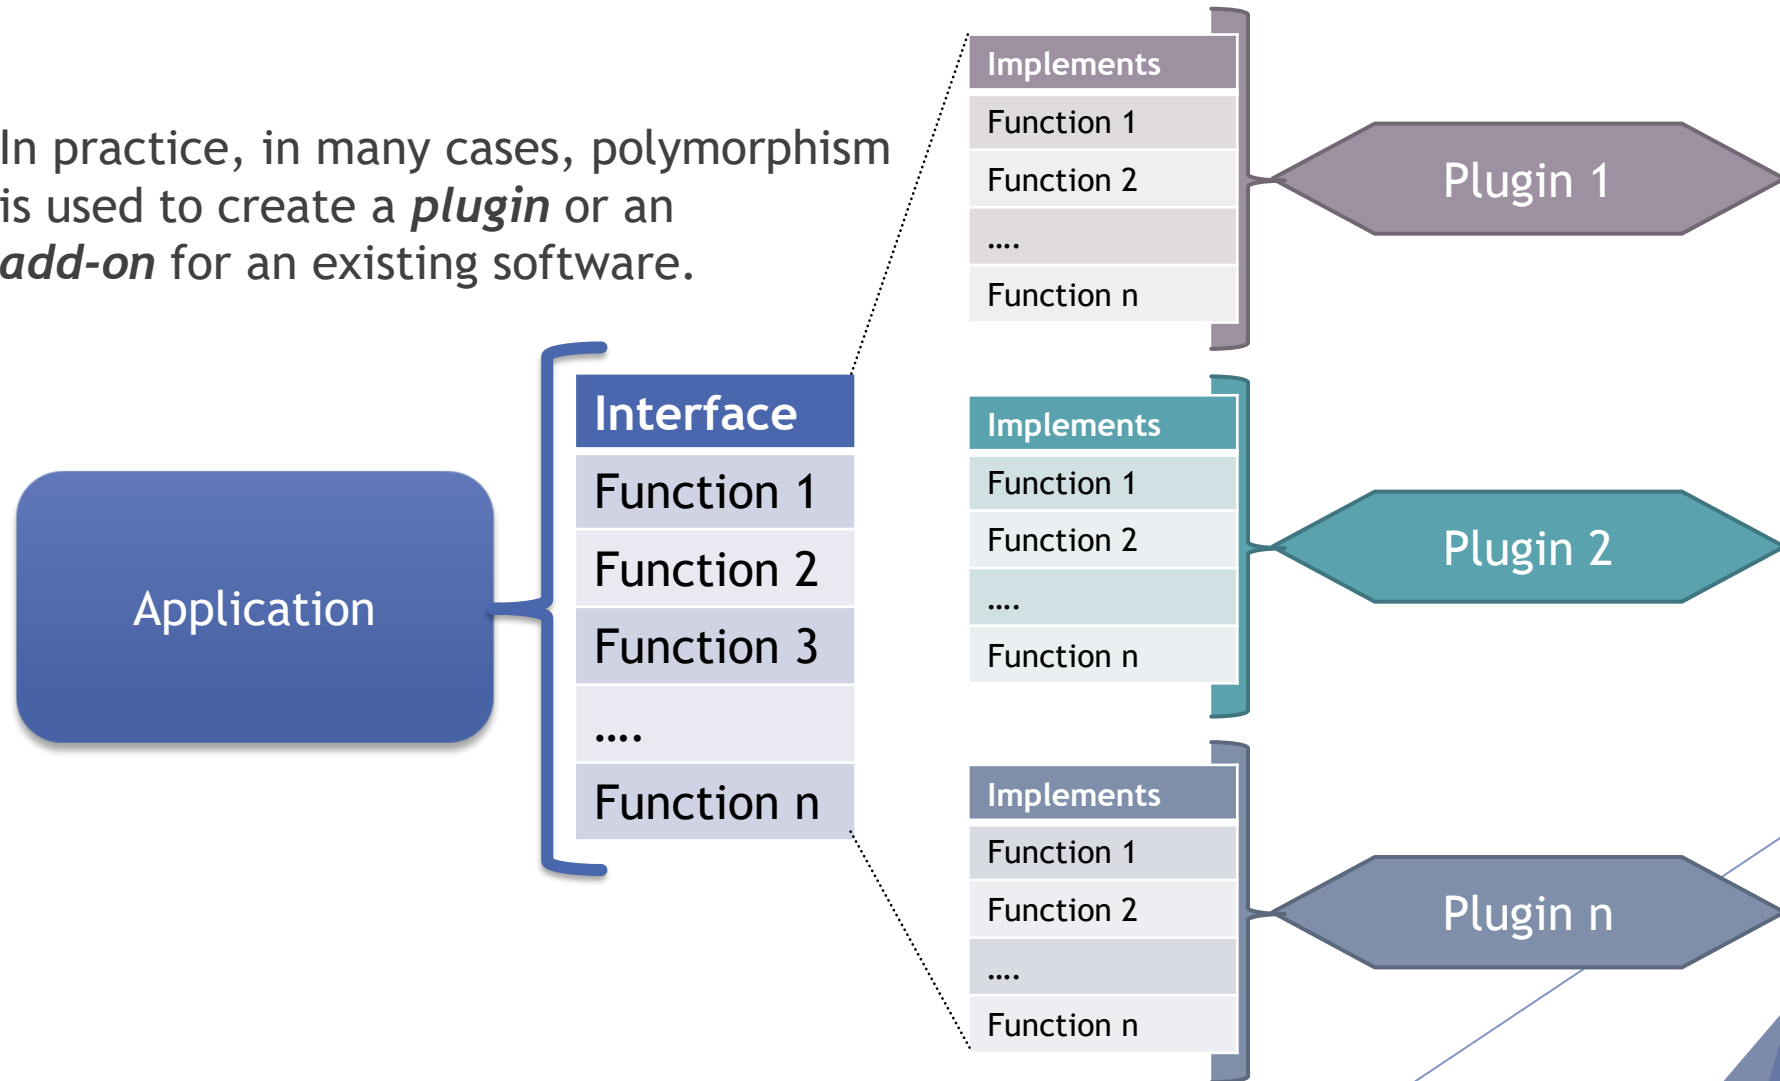 In practice, in many cases, polymorphism
is used to create a plugin or an
add-on for an existing software.
Application
Interface
Function 1
Function 2
Function 3
....
Function n
Implements
Function 1
Function 2
....
Function n
Plugin 1
Implements
Function 1
Function 2
....
Function n
Plugin 2
Implements
Function 1
Function 2
....
Function n
Plugin n